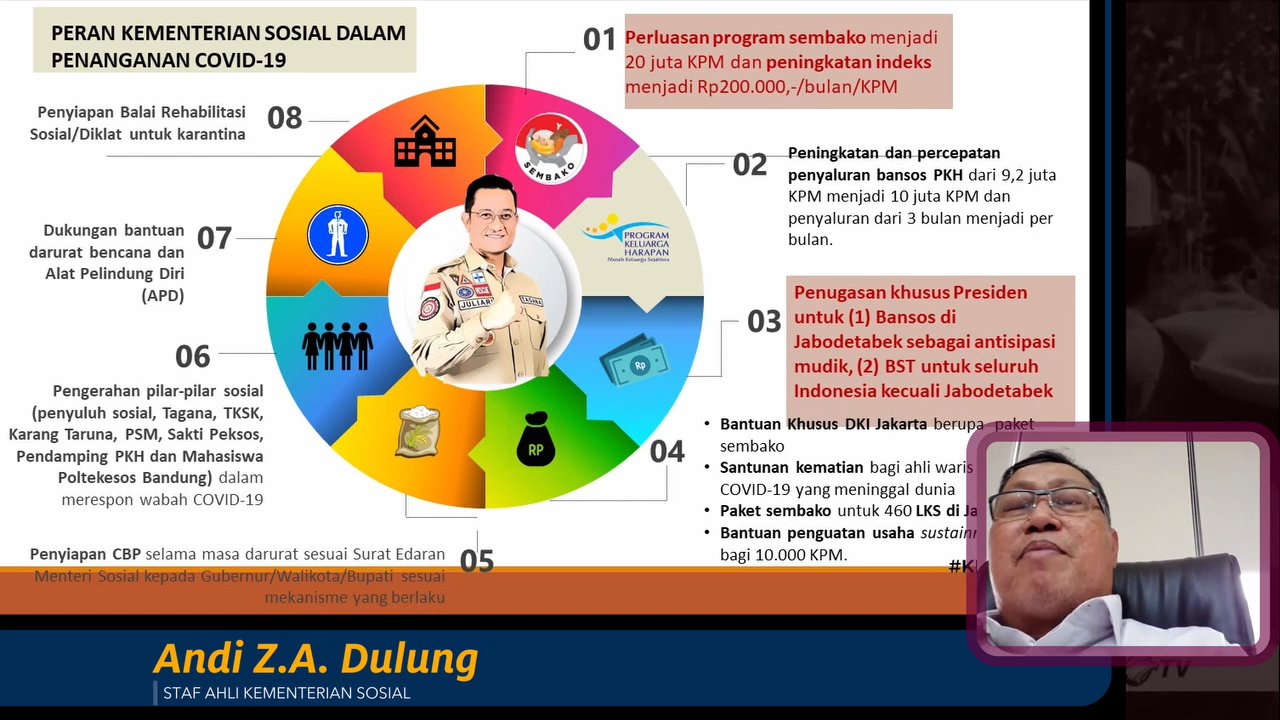 PERAN KEMENTERIAN SOSIAL DALAM
PENANGANAN COVID-19
01
Perluasan program sembako menjadi
20 juta KPM dan peningkatan indeks
menjadi Rp200.000,-/bulan/KPM
02
Peningkatan dan percepatan
penyaluran bansos PKH dari 9,2 juta
KPM menjadi 10 juta KPM dan
penyaluran dari 3 bulan menjadi per
bulan.
03
Penugasan khusus Presiden
untuk (1) Bansos di
Jabodetabek sebagai antisipasi
mudik, (2) BST untuk seluruh
Indonesia kecuali Jabodetabek
04
• Bantuan Khusus DKI Jakarta berupa paket
sembako
• Santunan kematian bagi ahli waris
COVID-19 yang meninggal dunia
• Paket sembako untuk 460 LKS di
• Bantuan penguatan usaha
bagi 10.000 KPM.
05
Penyiapan CBP selama masa darurat sesuai Surat Edaran
Menteri Sosial kepada Gubernur/Walikota/Bupati sesuai
mekanisme yang berlaku
06
Pengerahan pilar-pilar sosial
(penyuluh sosial, Tagana, TKSK,
Karang Taruna, PSM, Sakti Peksos,
Pendamping PKH dan Mahasiswa
Poltekesos Bandung) dalam
merespon wabah COVID-19
07
Dukungan bantuan
darurat bencana dan
Alat Pelindung Diri
(APD)
08
Penyiapan Balai Rehabilitasi
Sosial/Diklat untuk karantina
SEMBAKO
PROGRAM
KELUARGA
HARAPAN
Meraih Keluarga Sejahtera
Rp
RP
JULIARI
TAGANA
Andi Z.A. Dulung
STAF AHLI KEMENTERIAN SOSIAL
TV